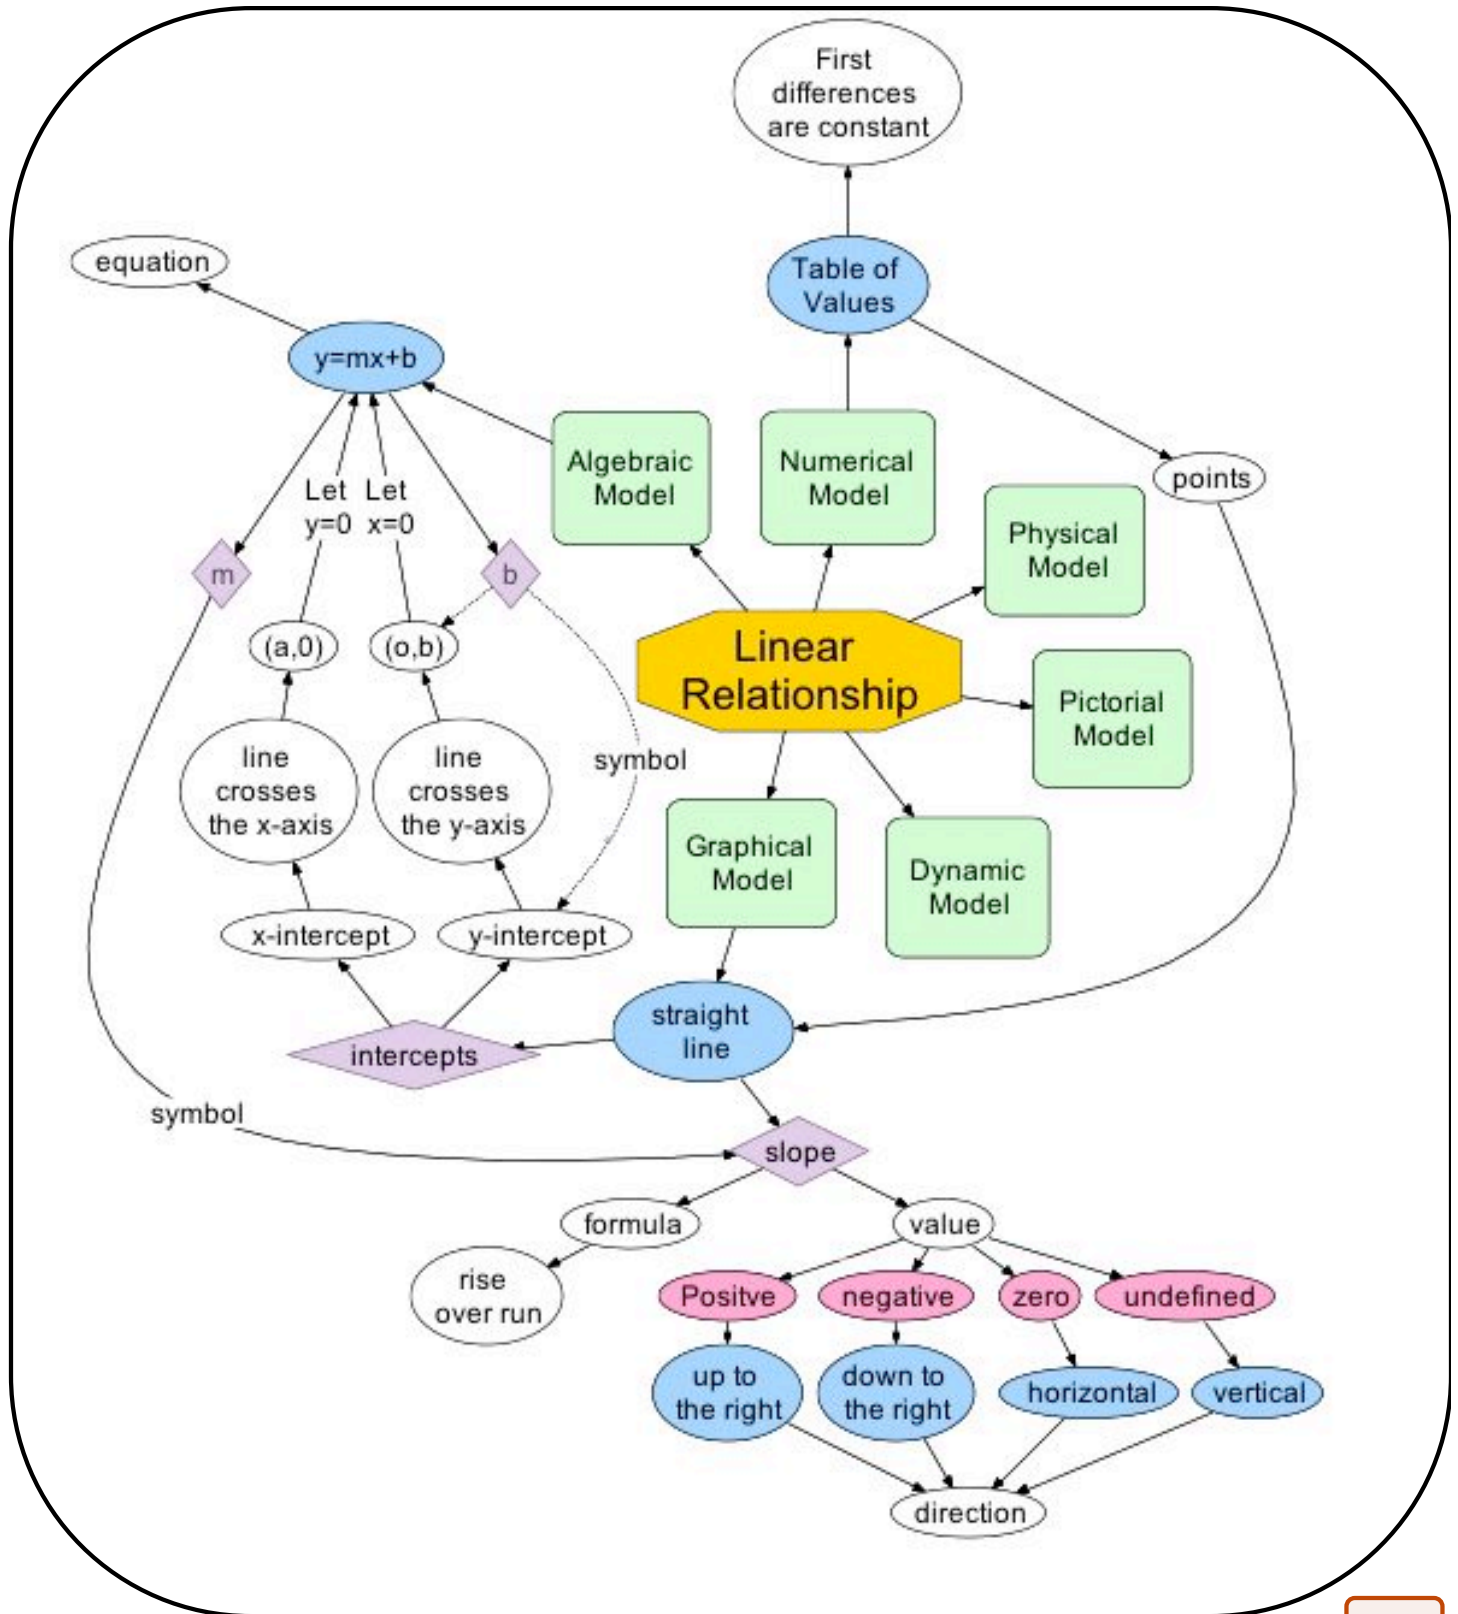 First
differences
are constant
equation
Table of
Values
y=mx+b
Algebraic
Model
Numerical
Model
points
Let Let
y=0 x=0
Physical
Model
m
b
(a,0)
(o,b)
Linear
Relationship
Pictorial
Model
line
crosses
the x-axis
line
crosses
the y-axis
symbol
Graphical
Model
Dynamic
Model
x-intercept
y-intercept
straight
line
intercepts
symbol
slope
formula
value
rise
over run
Positve
negative
zero
undefined
up to
the right
down to
the right
horizontal
vertical
direction